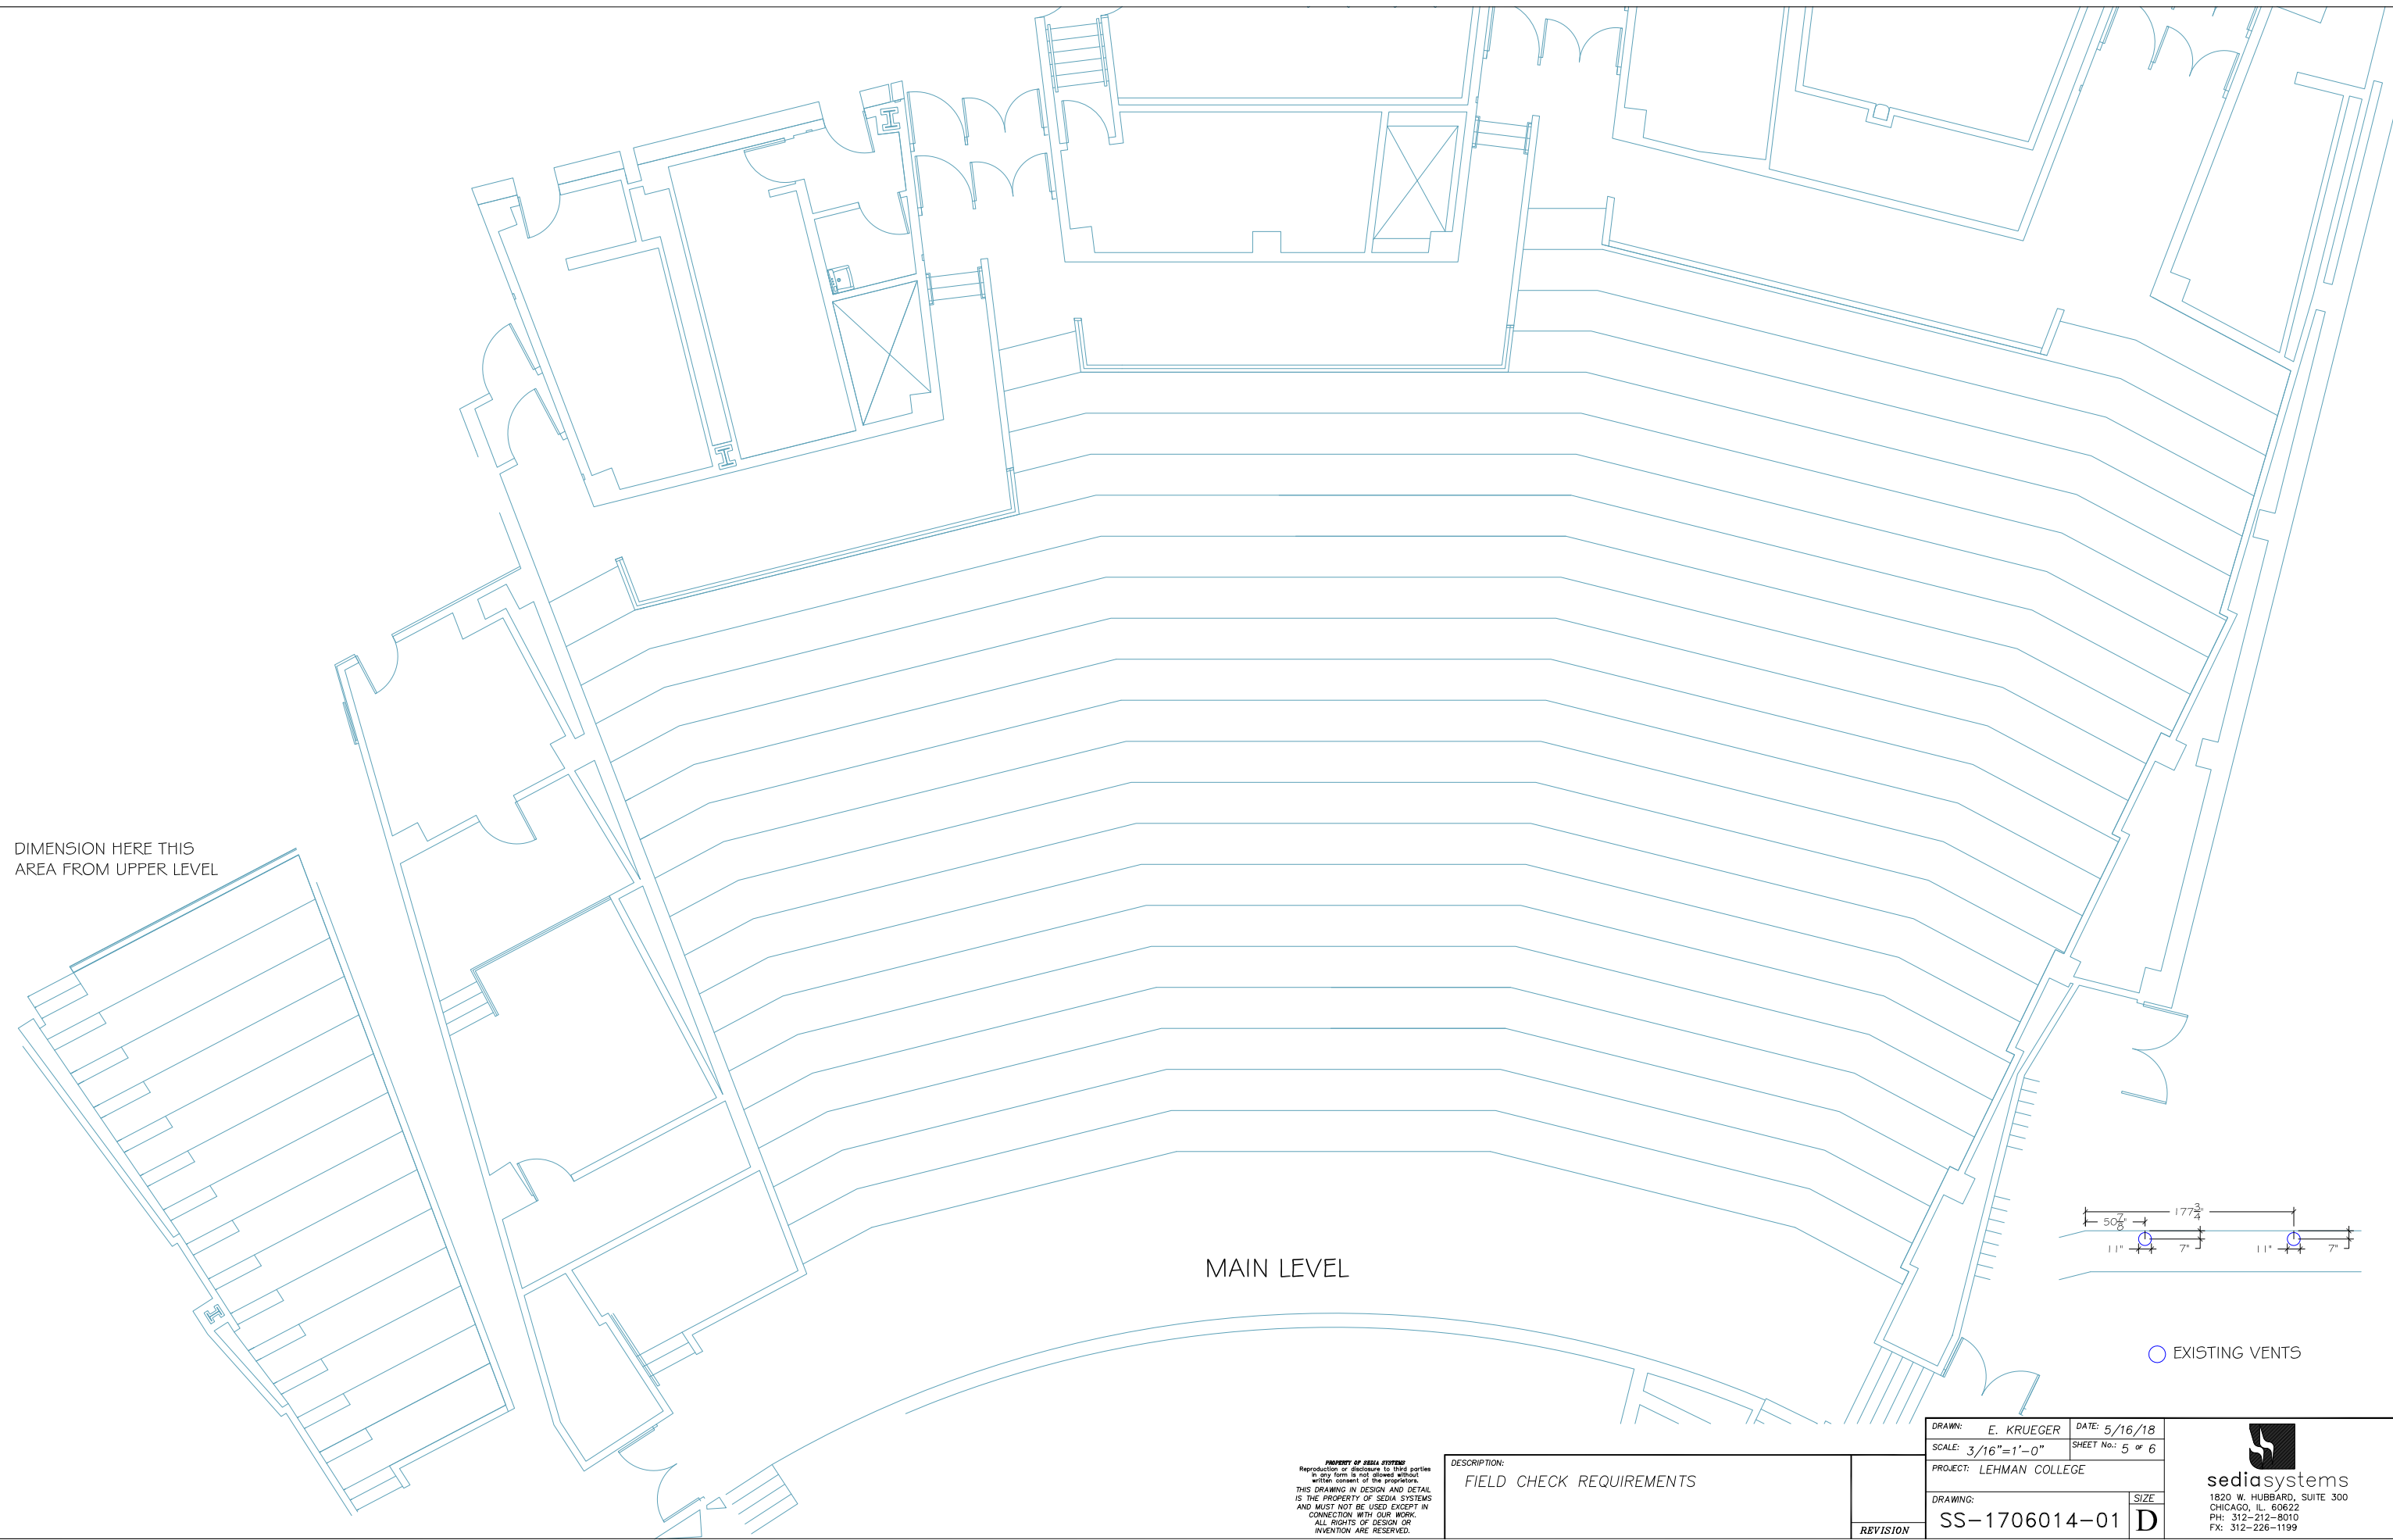 DIMENSION HERE THIS
AREA FROM UPPER LEVEL
MAIN LEVEL
177 3/4"
50 7/8"
11"
7"
11"
7"
EXISTING VENTS
PROPERTY OF SEDIA SYSTEMS
Reproduction or disclosure to third parties
in any form is not allowed without
written consent of the proprietors.
THIS DRAWING IN DESIGN AND DETAIL
IS THE PROPERTY OF SEDIA SYSTEMS
AND MUST NOT BE USED EXCEPT IN
CONNECTION WITH OUR WORK.
ALL RIGHTS OF DESIGN OR
INVENTION ARE RESERVED.
DESCRIPTION:
FIELD CHECK REQUIREMENTS
REVISION
DRAWN: E. KRUEGER
DATE: 5/16/18
SCALE: 3/16"=1'-0"
SHEET No.: 5 OF 6
PROJECT: LEHMAN COLLEGE
DRAWING:
SS-1706014-01
SIZE
D
sediasystems
1820 W. HUBBARD, SUITE 300
CHICAGO, IL. 60622
PH: 312-212-8010
FX: 312-226-1199